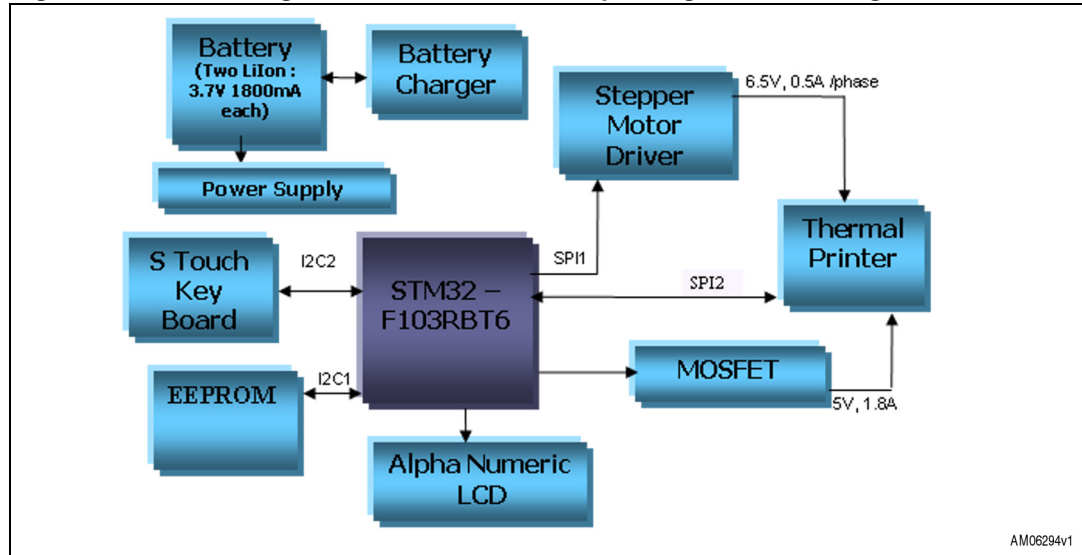 Battery
(Two LiIon :
3.7V 1800mA
each)
Battery
Charger
Power Supply
Stepper
Motor
Driver
6.5V, 0.5A /phase
Thermal
Printer
S Touch
Key
Board
I2C2
STM32 –
F103RBT6
SPI1
SPI2
EEPROM
I2C1
MOSFET
5V, 1.8A
Alpha Numeric
LCD
AM06294v1